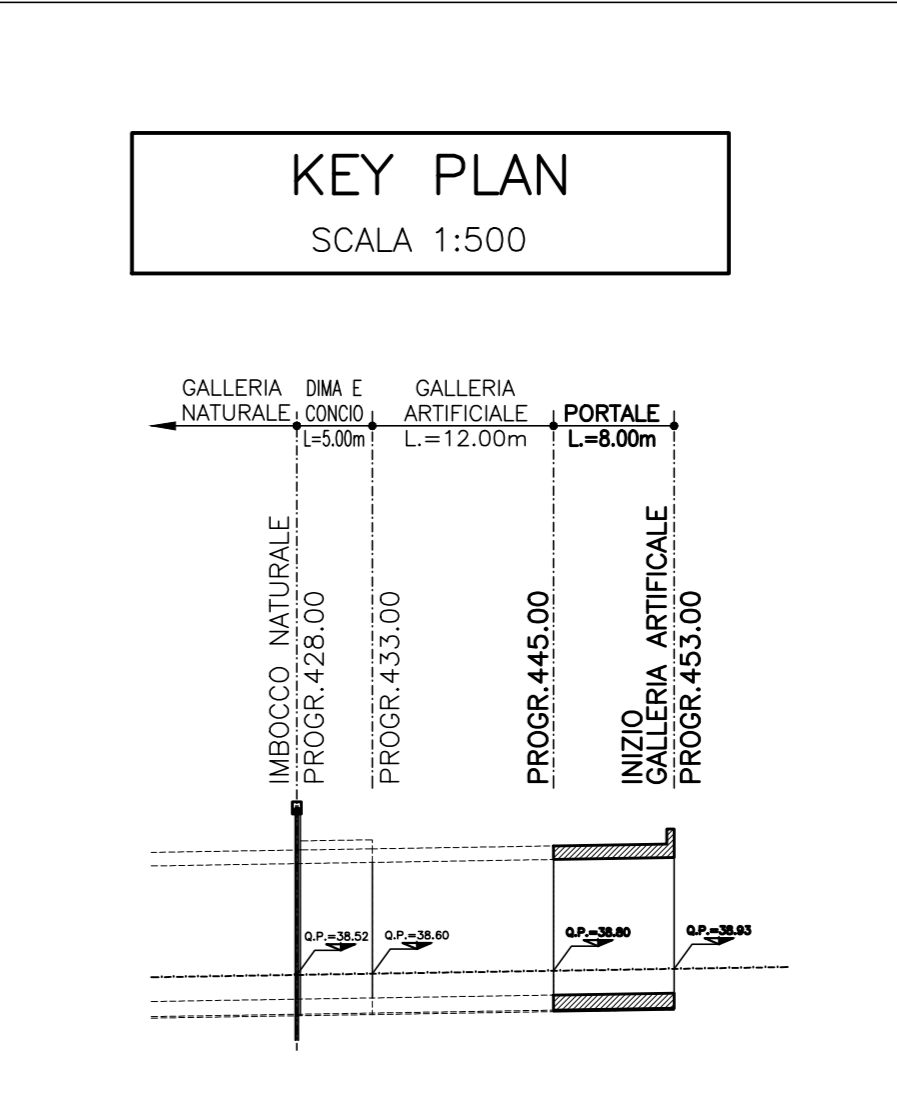 KEY PLAN
SCALA 1:500
GALLERIA
NATURALE
DIMA E
CONCIO
L=5.00m
GALLERIA
ARTIFICIALE
L.=12.00m
PORTALE
L.=8.00m
IMBOCCO NATURALE
PROGR.428.00
PROGR.433.00
PROGR.445.00
INIZIO
GALLERIA ARTIFICALE
PROGR.453.00
Q.P.=38.52
Q.P.=38.60
Q.P.=38.80
Q.P.=38.93